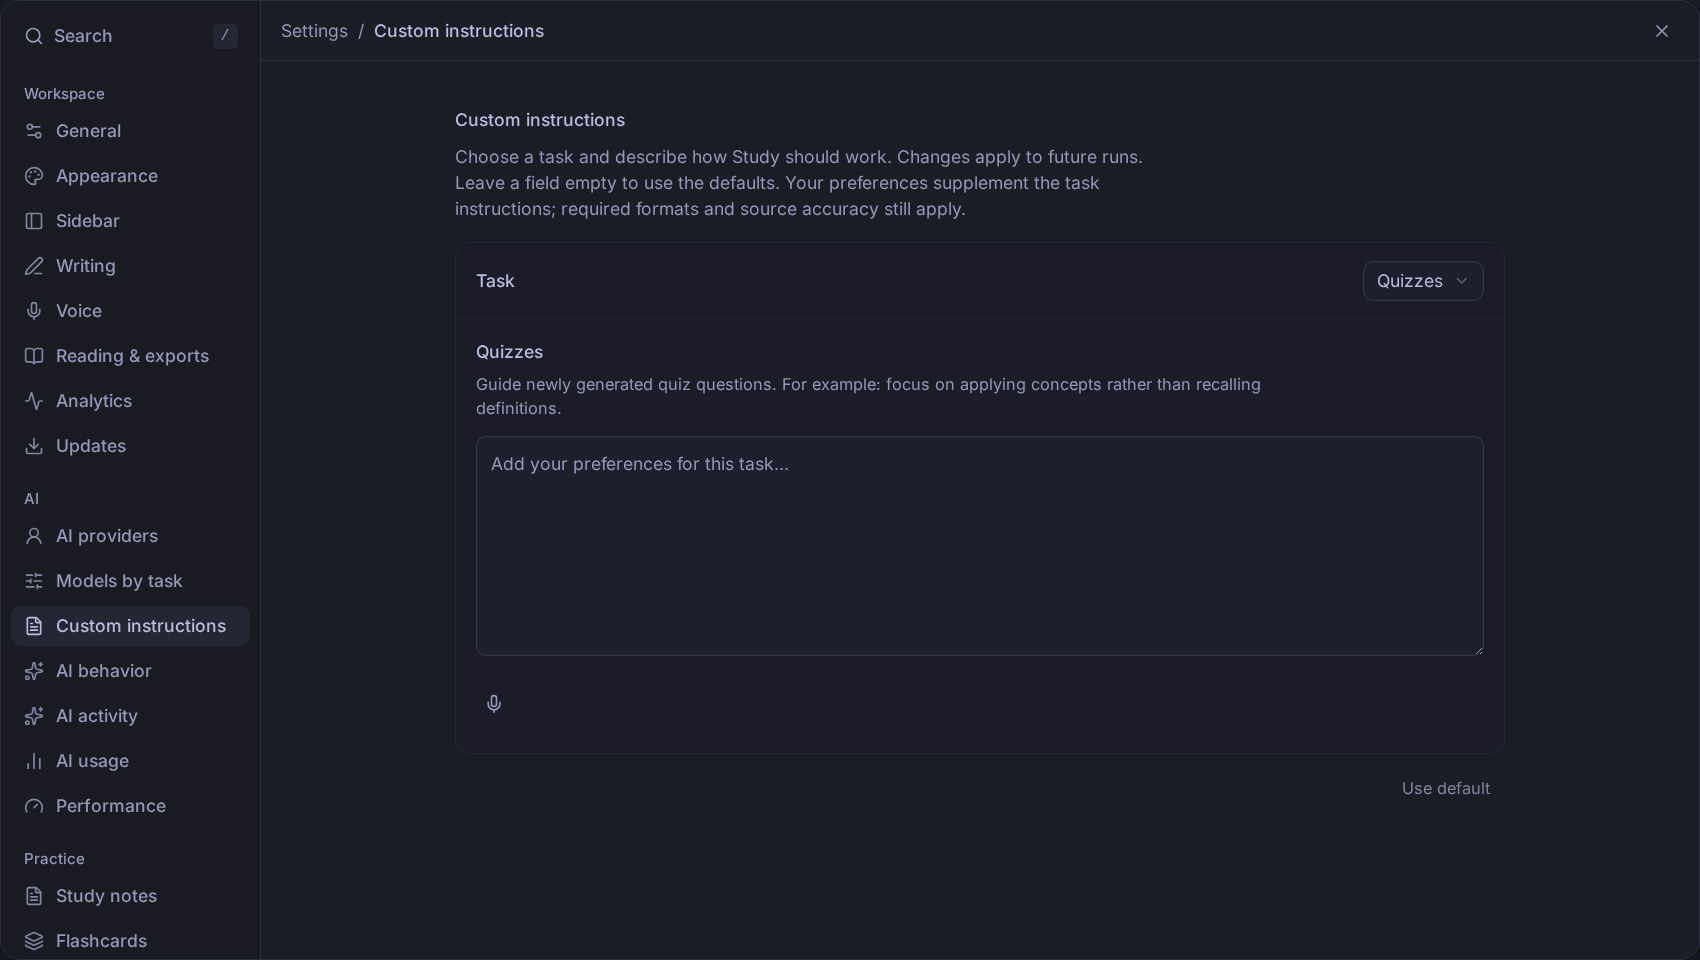 Search /
Workspace
General
Appearance
Sidebar
Writing
Voice
Reading & exports
Analytics
Updates
AI
AI providers
Models by task
Custom instructions
AI behavior
AI activity
AI usage
Performance
Practice
Study notes
Flashcards
Settings / Custom instructions
Custom instructions
Choose a task and describe how Study should work. Changes apply to future runs.
Leave a field empty to use the defaults. Your preferences supplement the task
instructions; required formats and source accuracy still apply.
Task
Quizzes
Quizzes
Guide newly generated quiz questions. For example: focus on applying concepts rather than recalling
definitions.
Add your preferences for this task...
Use default